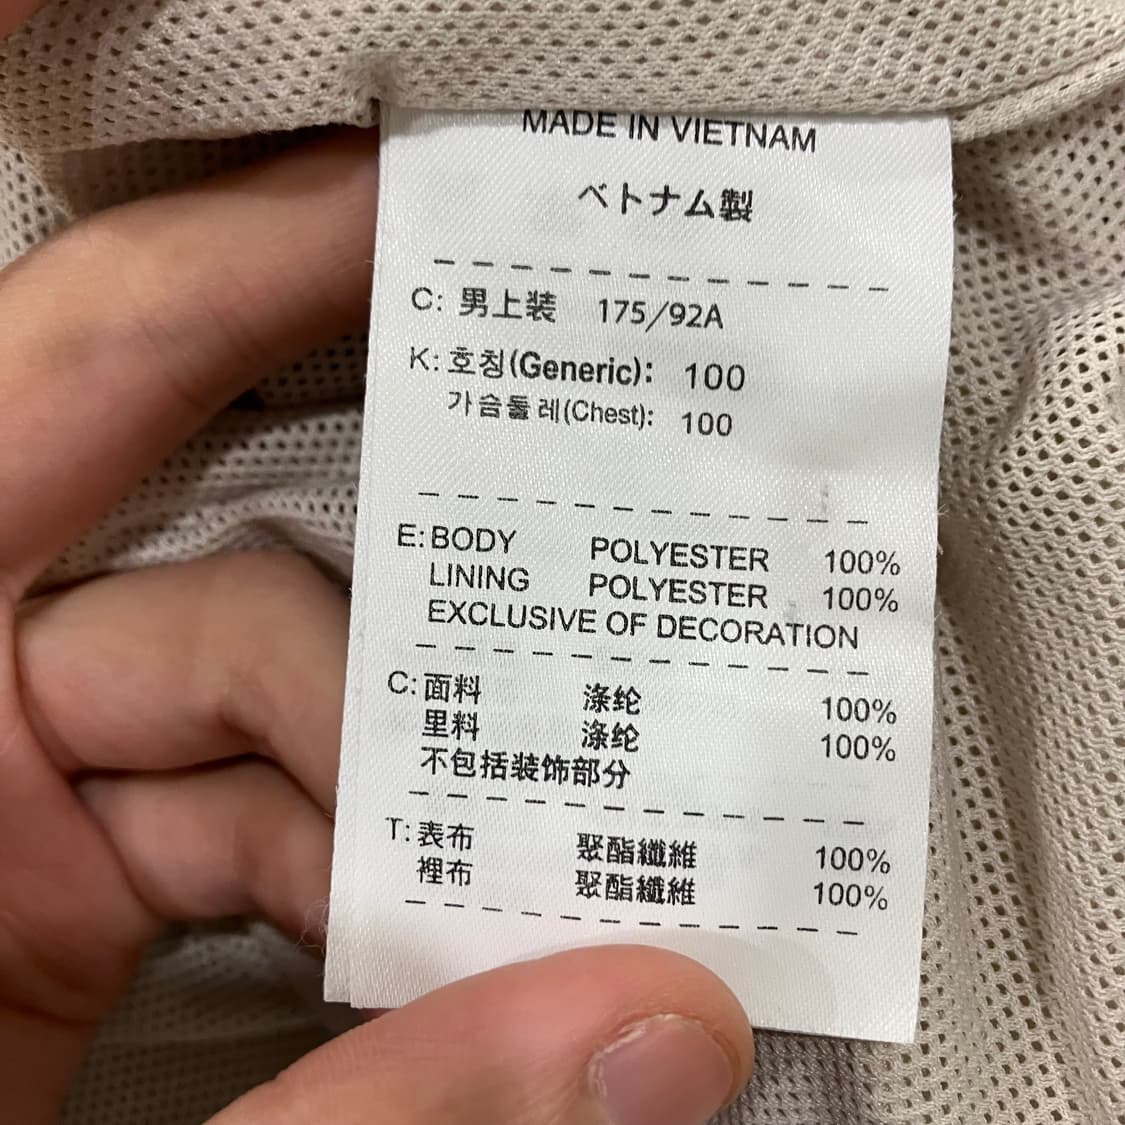 MADE IN VIETNAM
ベトナム製
C: 男上装 175/92A
K: 호칭(Generic): 100
가슴둘레(Chest): 100
E: BODY POLYESTER 100%
LINING POLYESTER 100%
EXCLUSIVE OF DECORATION
C: 面料 涤纶 100%
里料 涤纶 100%
不包括装饰部分
T: 表布 聚酯纖維 100%
裡布 聚酯纖維 100%